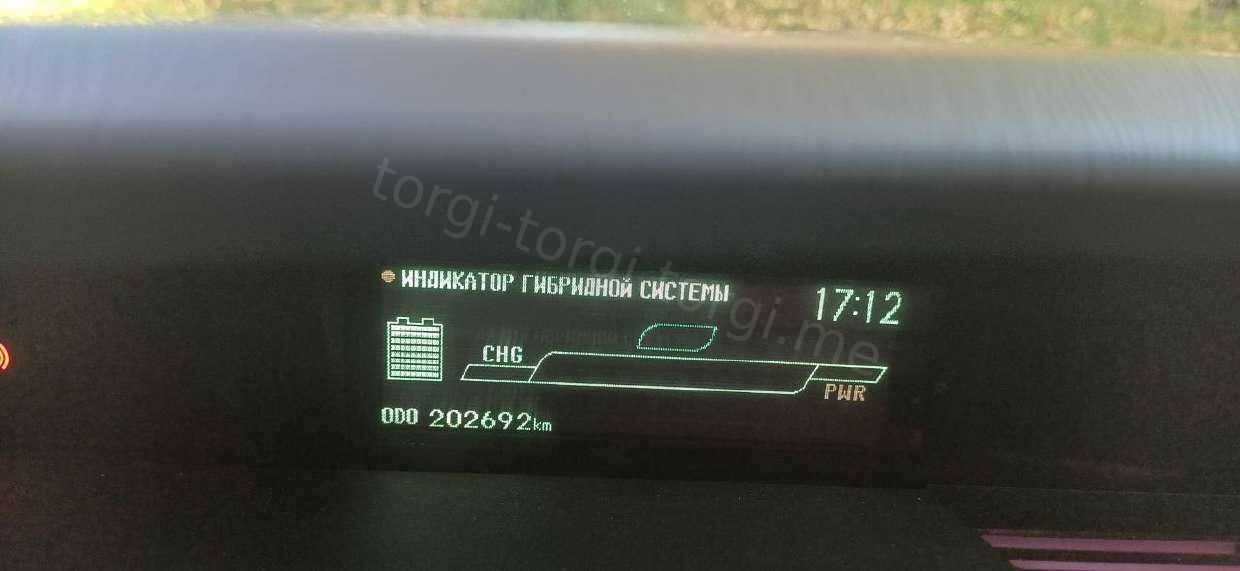 torgi-torgi.torgi.me
ИНДИКАТОР ГИБРИДНОЙ СИСТЕМЫ
17:12
CHG
PWR
ODO 202692km